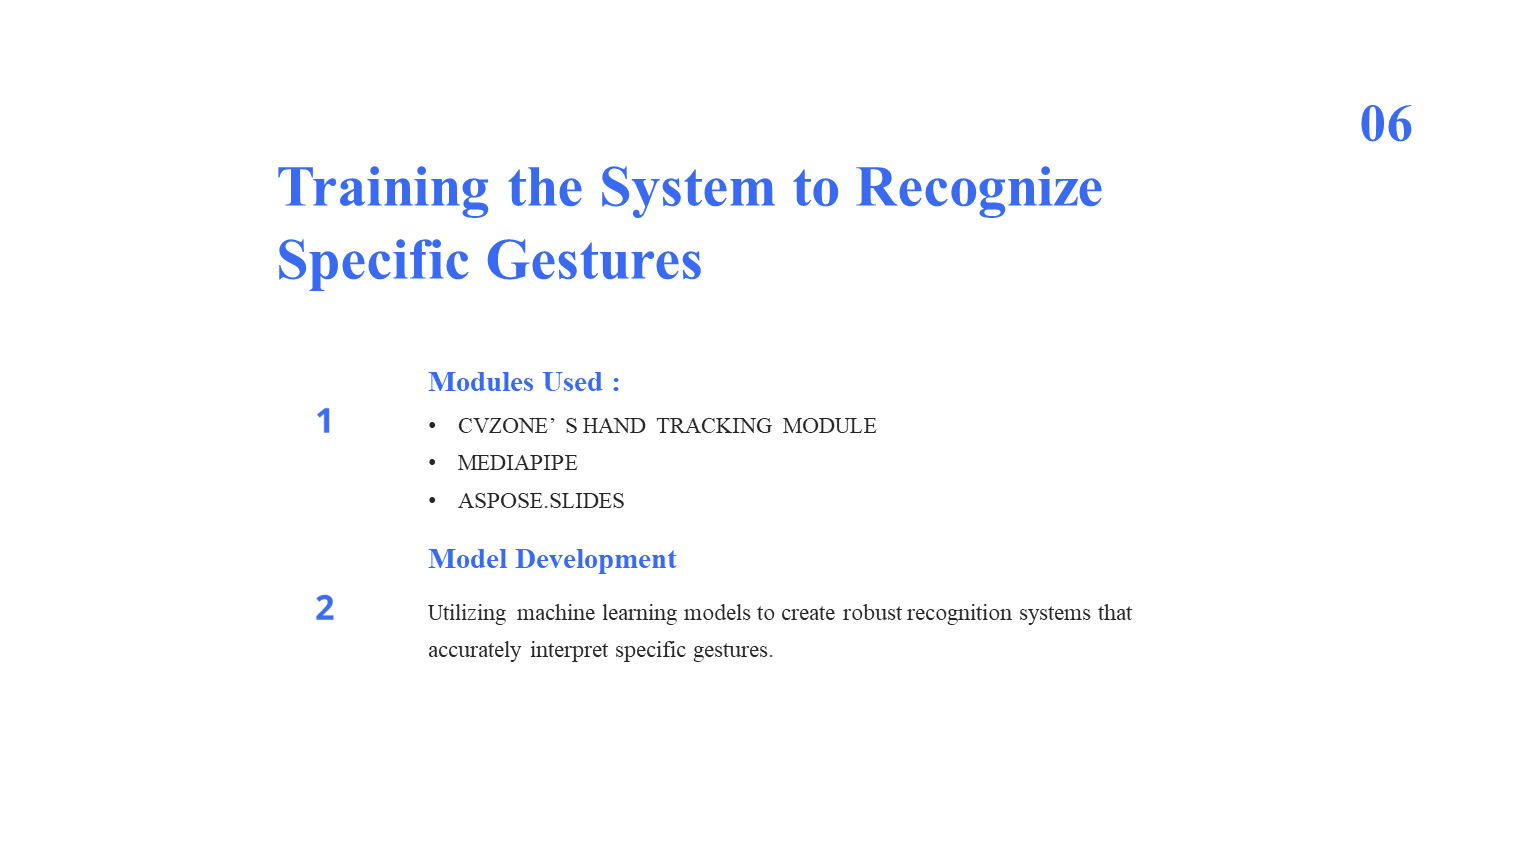 06
Training the System to Recognize
Specific Gestures
Modules Used :
1
• CVZONE’ S HAND TRACKING MODULE
• MEDIAPIPE
• ASPOSE.SLIDES
Model Development
2
Utilizing machine learning models to create robust recognition systems that
accurately interpret specific gestures.